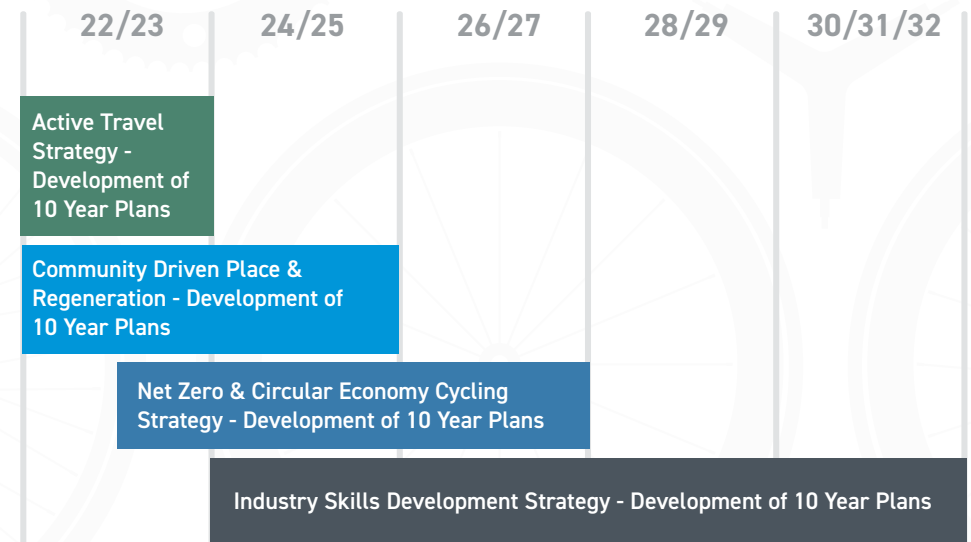 22/23 24/25 26/27 28/29 30/31/32
Active Travel
Strategy -
Development of
10 Year Plans
Community Driven Place &
Regeneration - Development of
10 Year Plans
Net Zero & Circular Economy Cycling
Strategy - Development of 10 Year Plans
Industry Skills Development Strategy - Development of 10 Year Plans